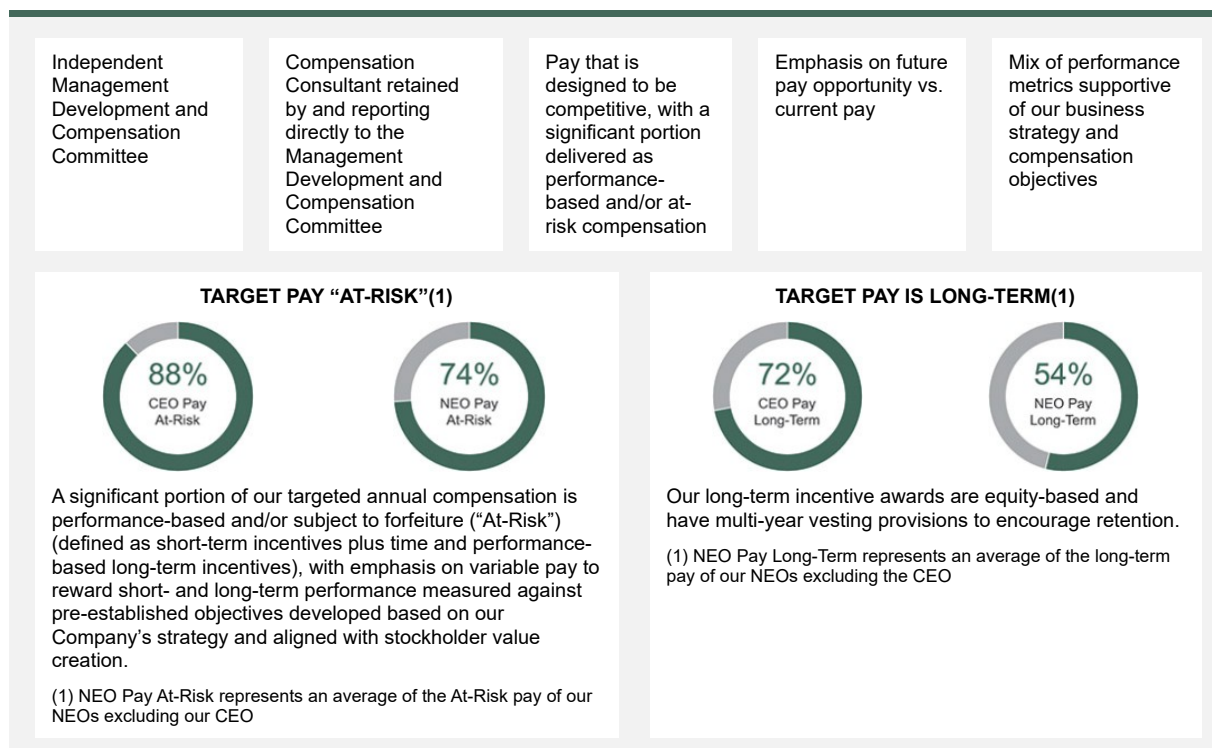 Independent
Management
Development and
Compensation
Committee
Compensation
Consultant retained
by and reporting
directly to the
Management
Development and
Compensation
Committee
Pay that is
designed to be
competitive, with a
significant portion
delivered as
performance-
based and/or at-
risk compensation
Emphasis on future
pay opportunity vs.
current pay
Mix of performance
metrics supportive
of our business
strategy and
compensation
objectives
TARGET PAY “AT-RISK”(1)
88%
CEO Pay
At-Risk
74%
NEO Pay
At-Risk
A significant portion of our targeted annual compensation is
performance-based and/or subject to forfeiture (“At-Risk”)
(defined as short-term incentives plus time and performance-
based long-term incentives), with emphasis on variable pay to
reward short- and long-term performance measured against
pre-established objectives developed based on our
Company’s strategy and aligned with stockholder value
creation.
(1) NEO Pay At-Risk represents an average of the At-Risk pay of our
NEOs excluding our CEO
TARGET PAY IS LONG-TERM(1)
72%
CEO Pay
Long-Term
54%
NEO Pay
Long-Term
Our long-term incentive awards are equity-based and
have multi-year vesting provisions to encourage retention.
(1) NEO Pay Long-Term represents an average of the long-term
pay of our NEOs excluding the CEO